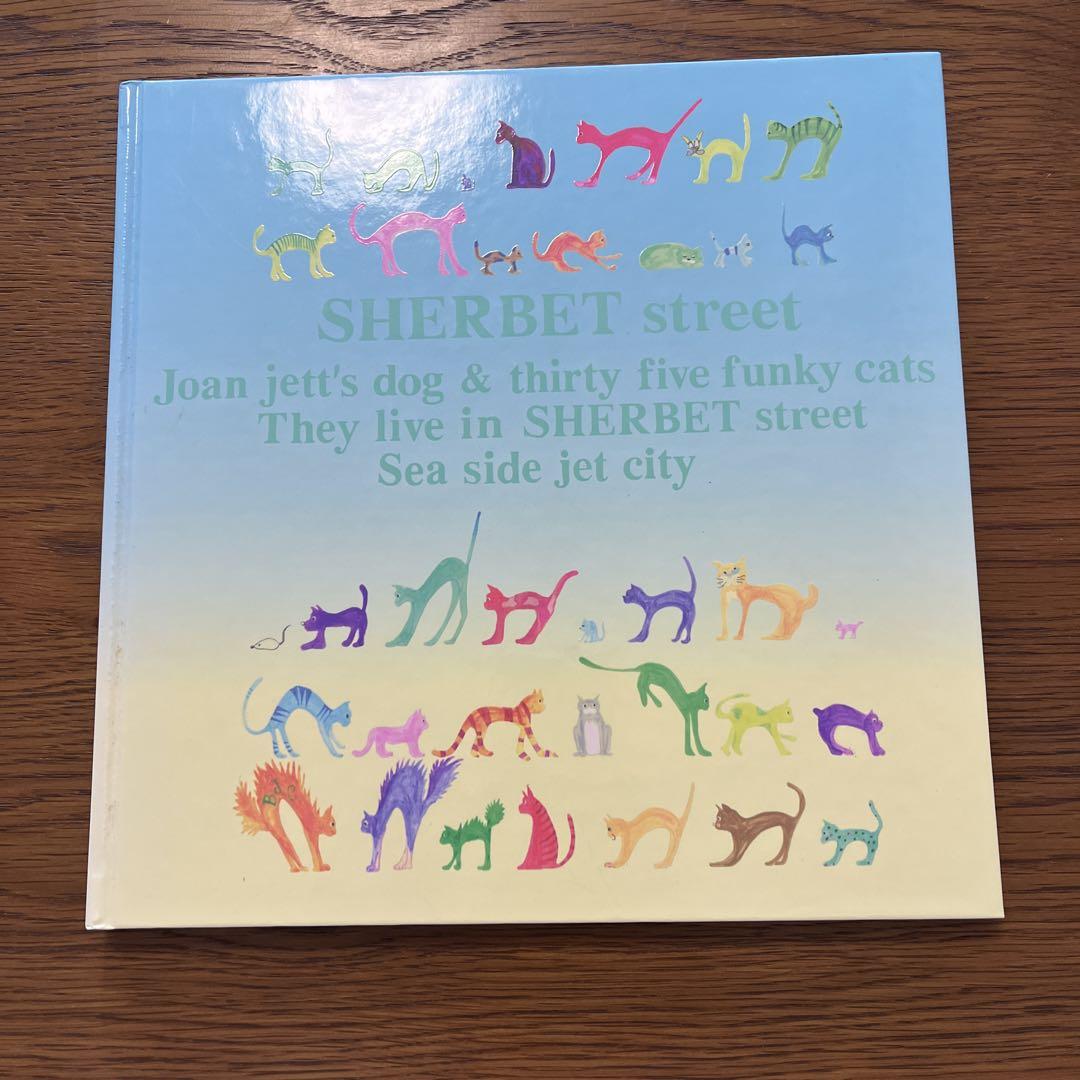 SHERBET street
Joan jett's dog & thirty five funky cats
They live in SHERBET street
Sea side jet city